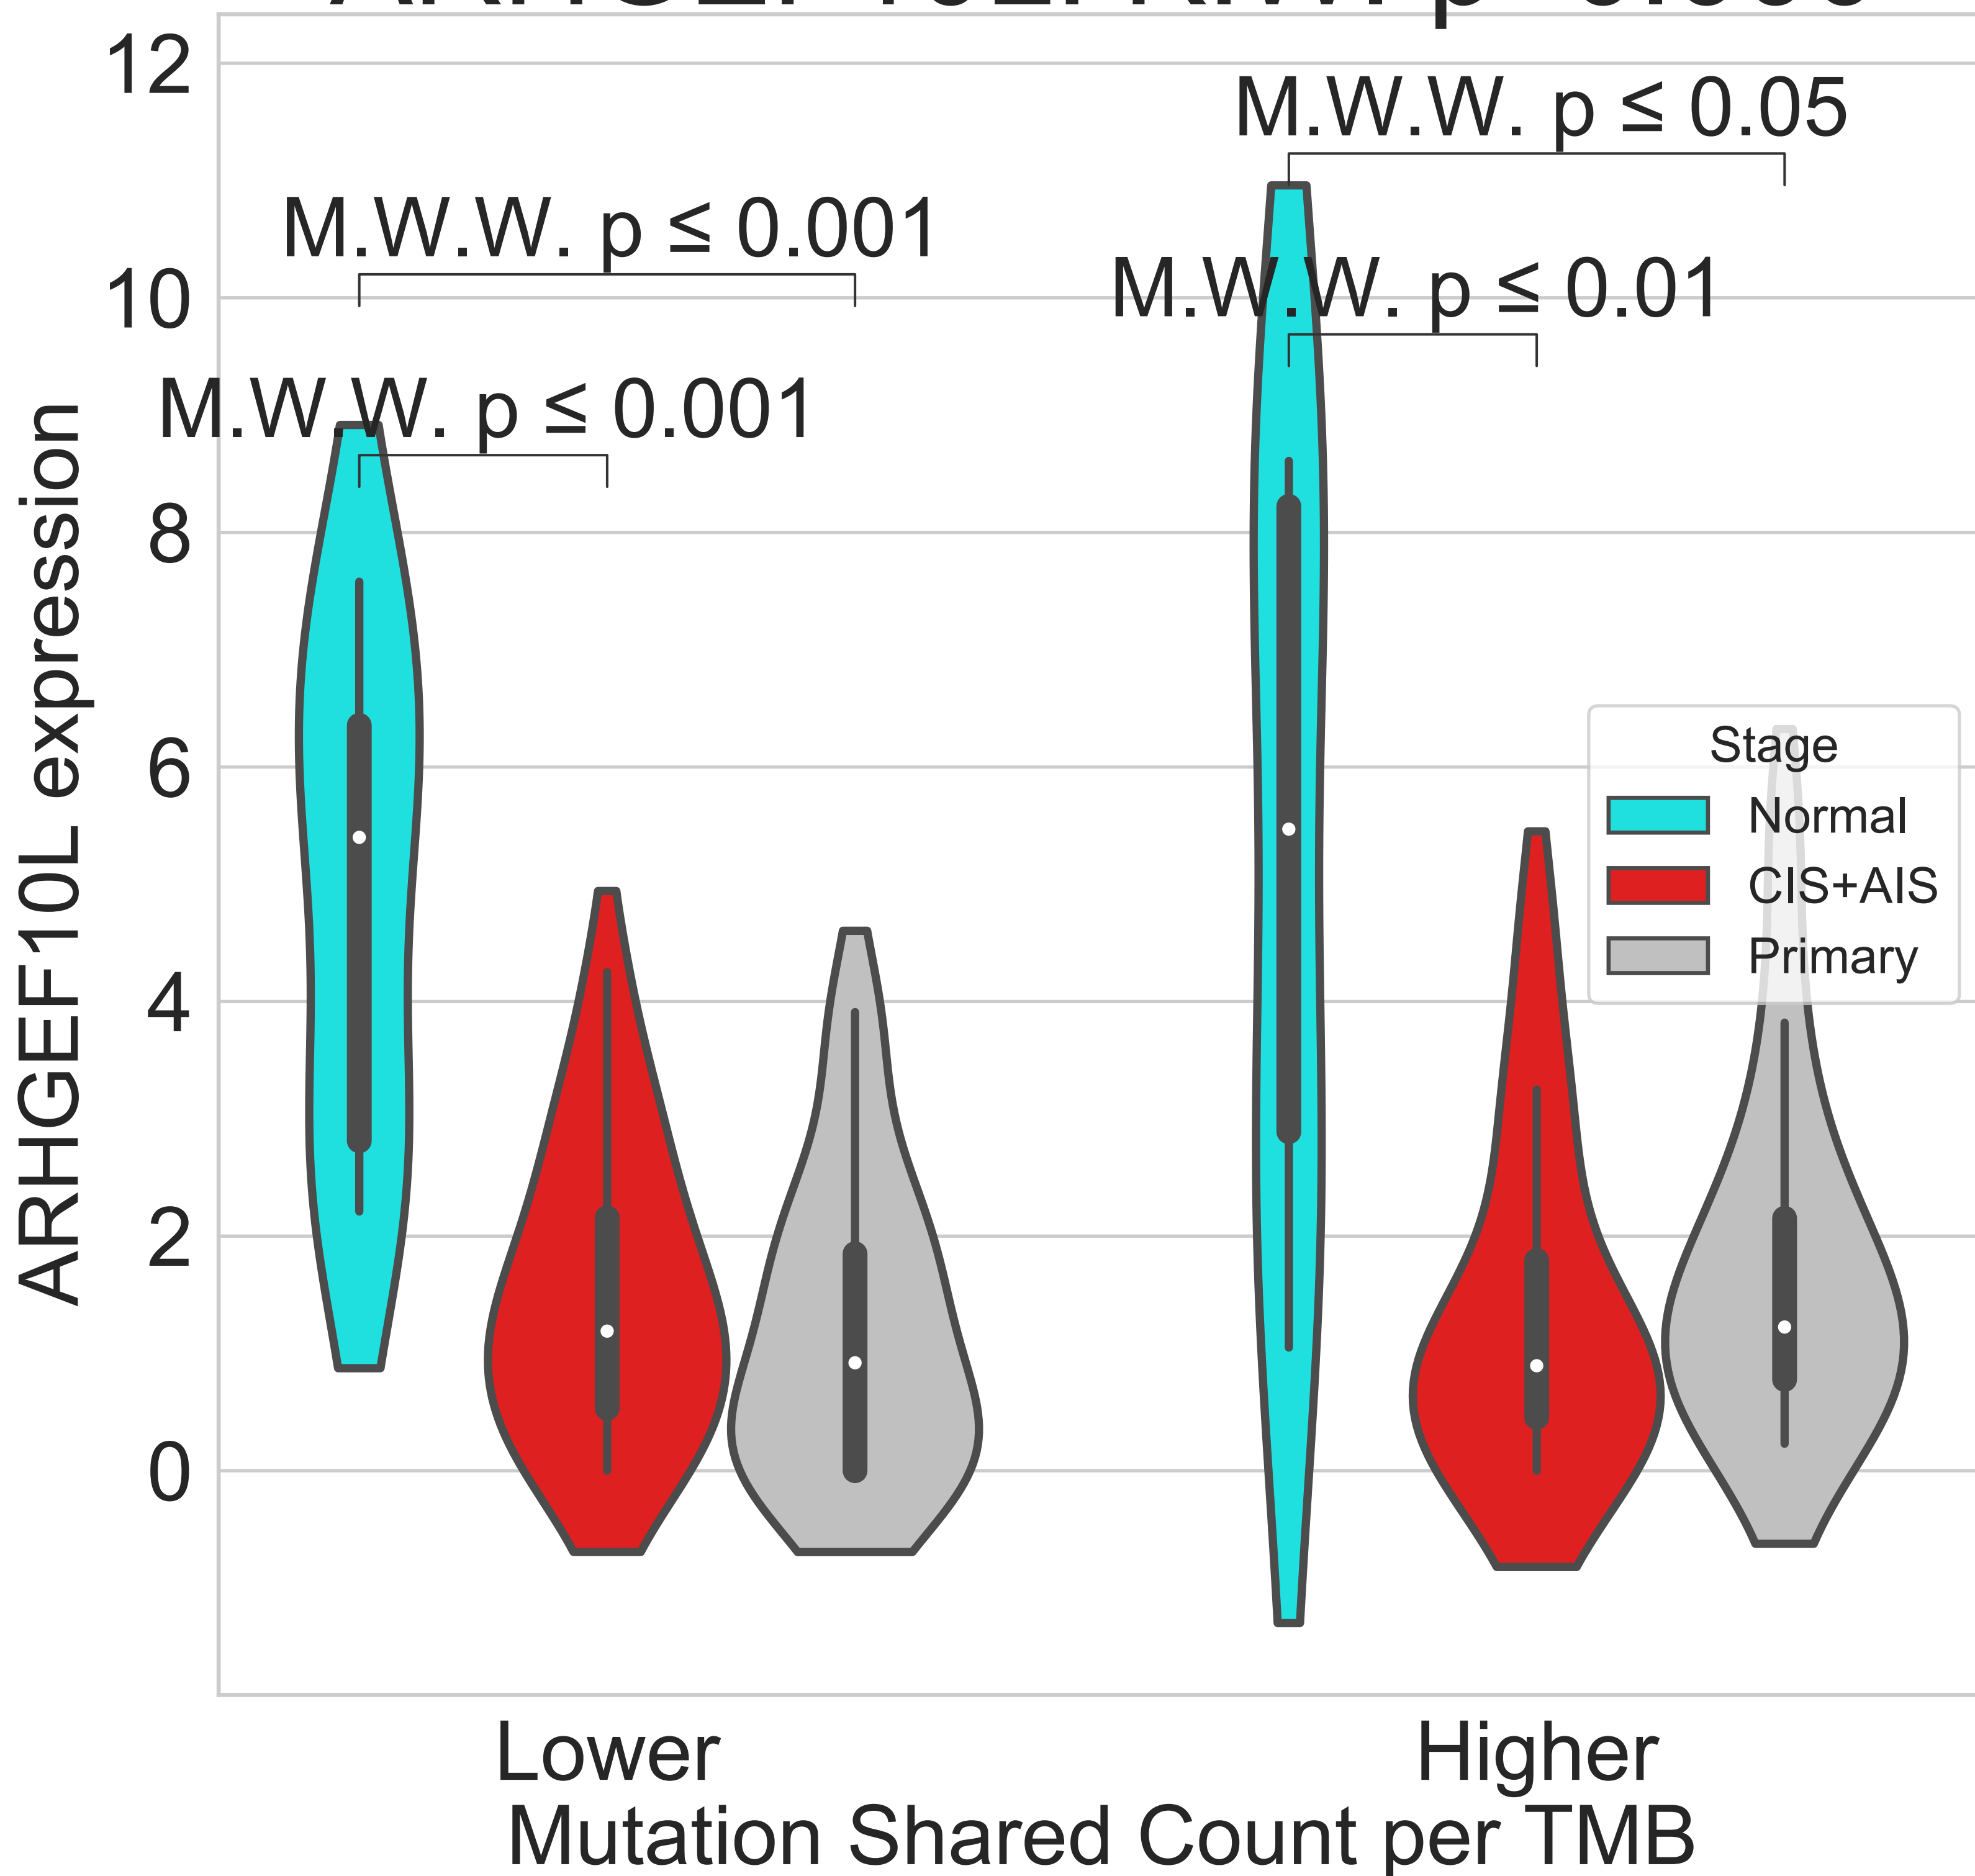 12
M.W.W. p ≤ 0.05
M.W.W. p ≤ 0.001
10
M.W.W. p ≤ 0.01
M.W.W. p ≤ 0.001
8
ARHGEF10L expression
6
4
2
0
Stage
Normal
CIS+AIS
Primary
Lower
Higher
Mutation Shared Count per TMB